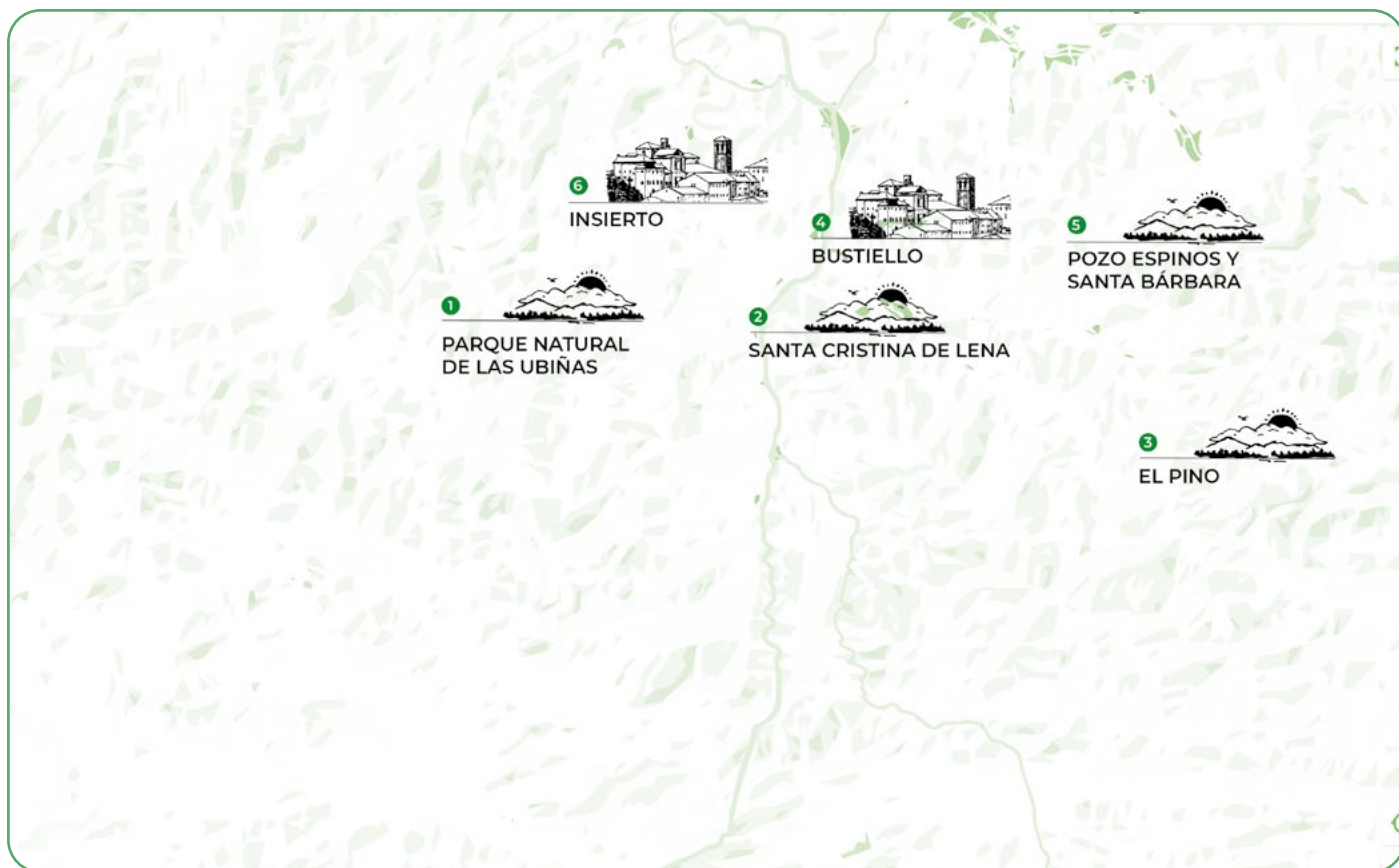 6
INSIERTO
4
BUSTIELLO
5
POZO ESPINOS Y
SANTA BÁRBARA
1
PARQUE NATURAL
DE LAS UBIÑAS
2
SANTA CRISTINA DE LENA
3
EL PINO